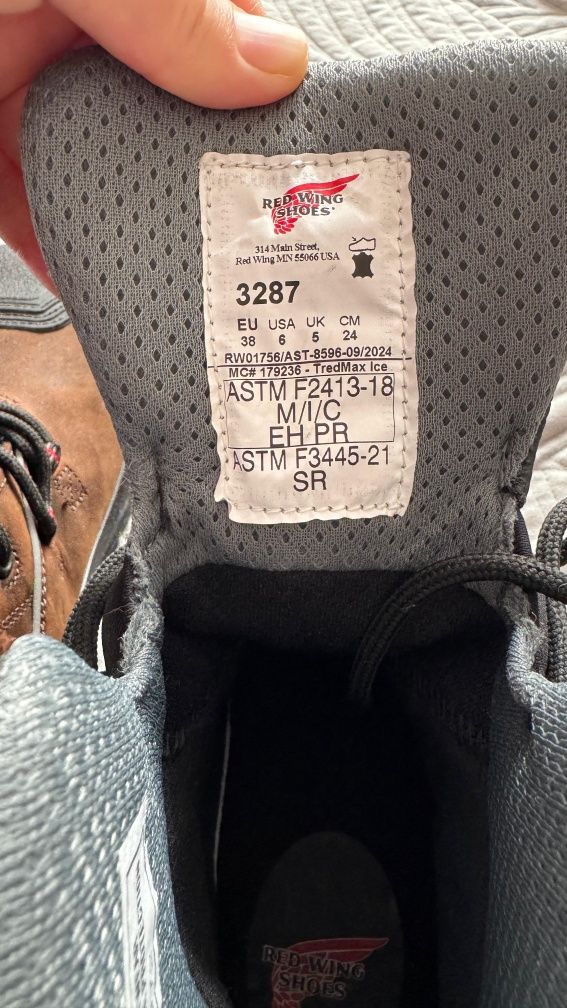 RED WING
SHOES
314 Main Street,
Red Wing MN 55066 USA
3287
EU USA UK CM
38 6 5 24
RW01756/AST-8596-09/2024
MC# 179236 - TredMax Ice
ASTM F2413-18
M/I/C
EH PR
ASTM F3445-21
SR
RED WING
SHOES